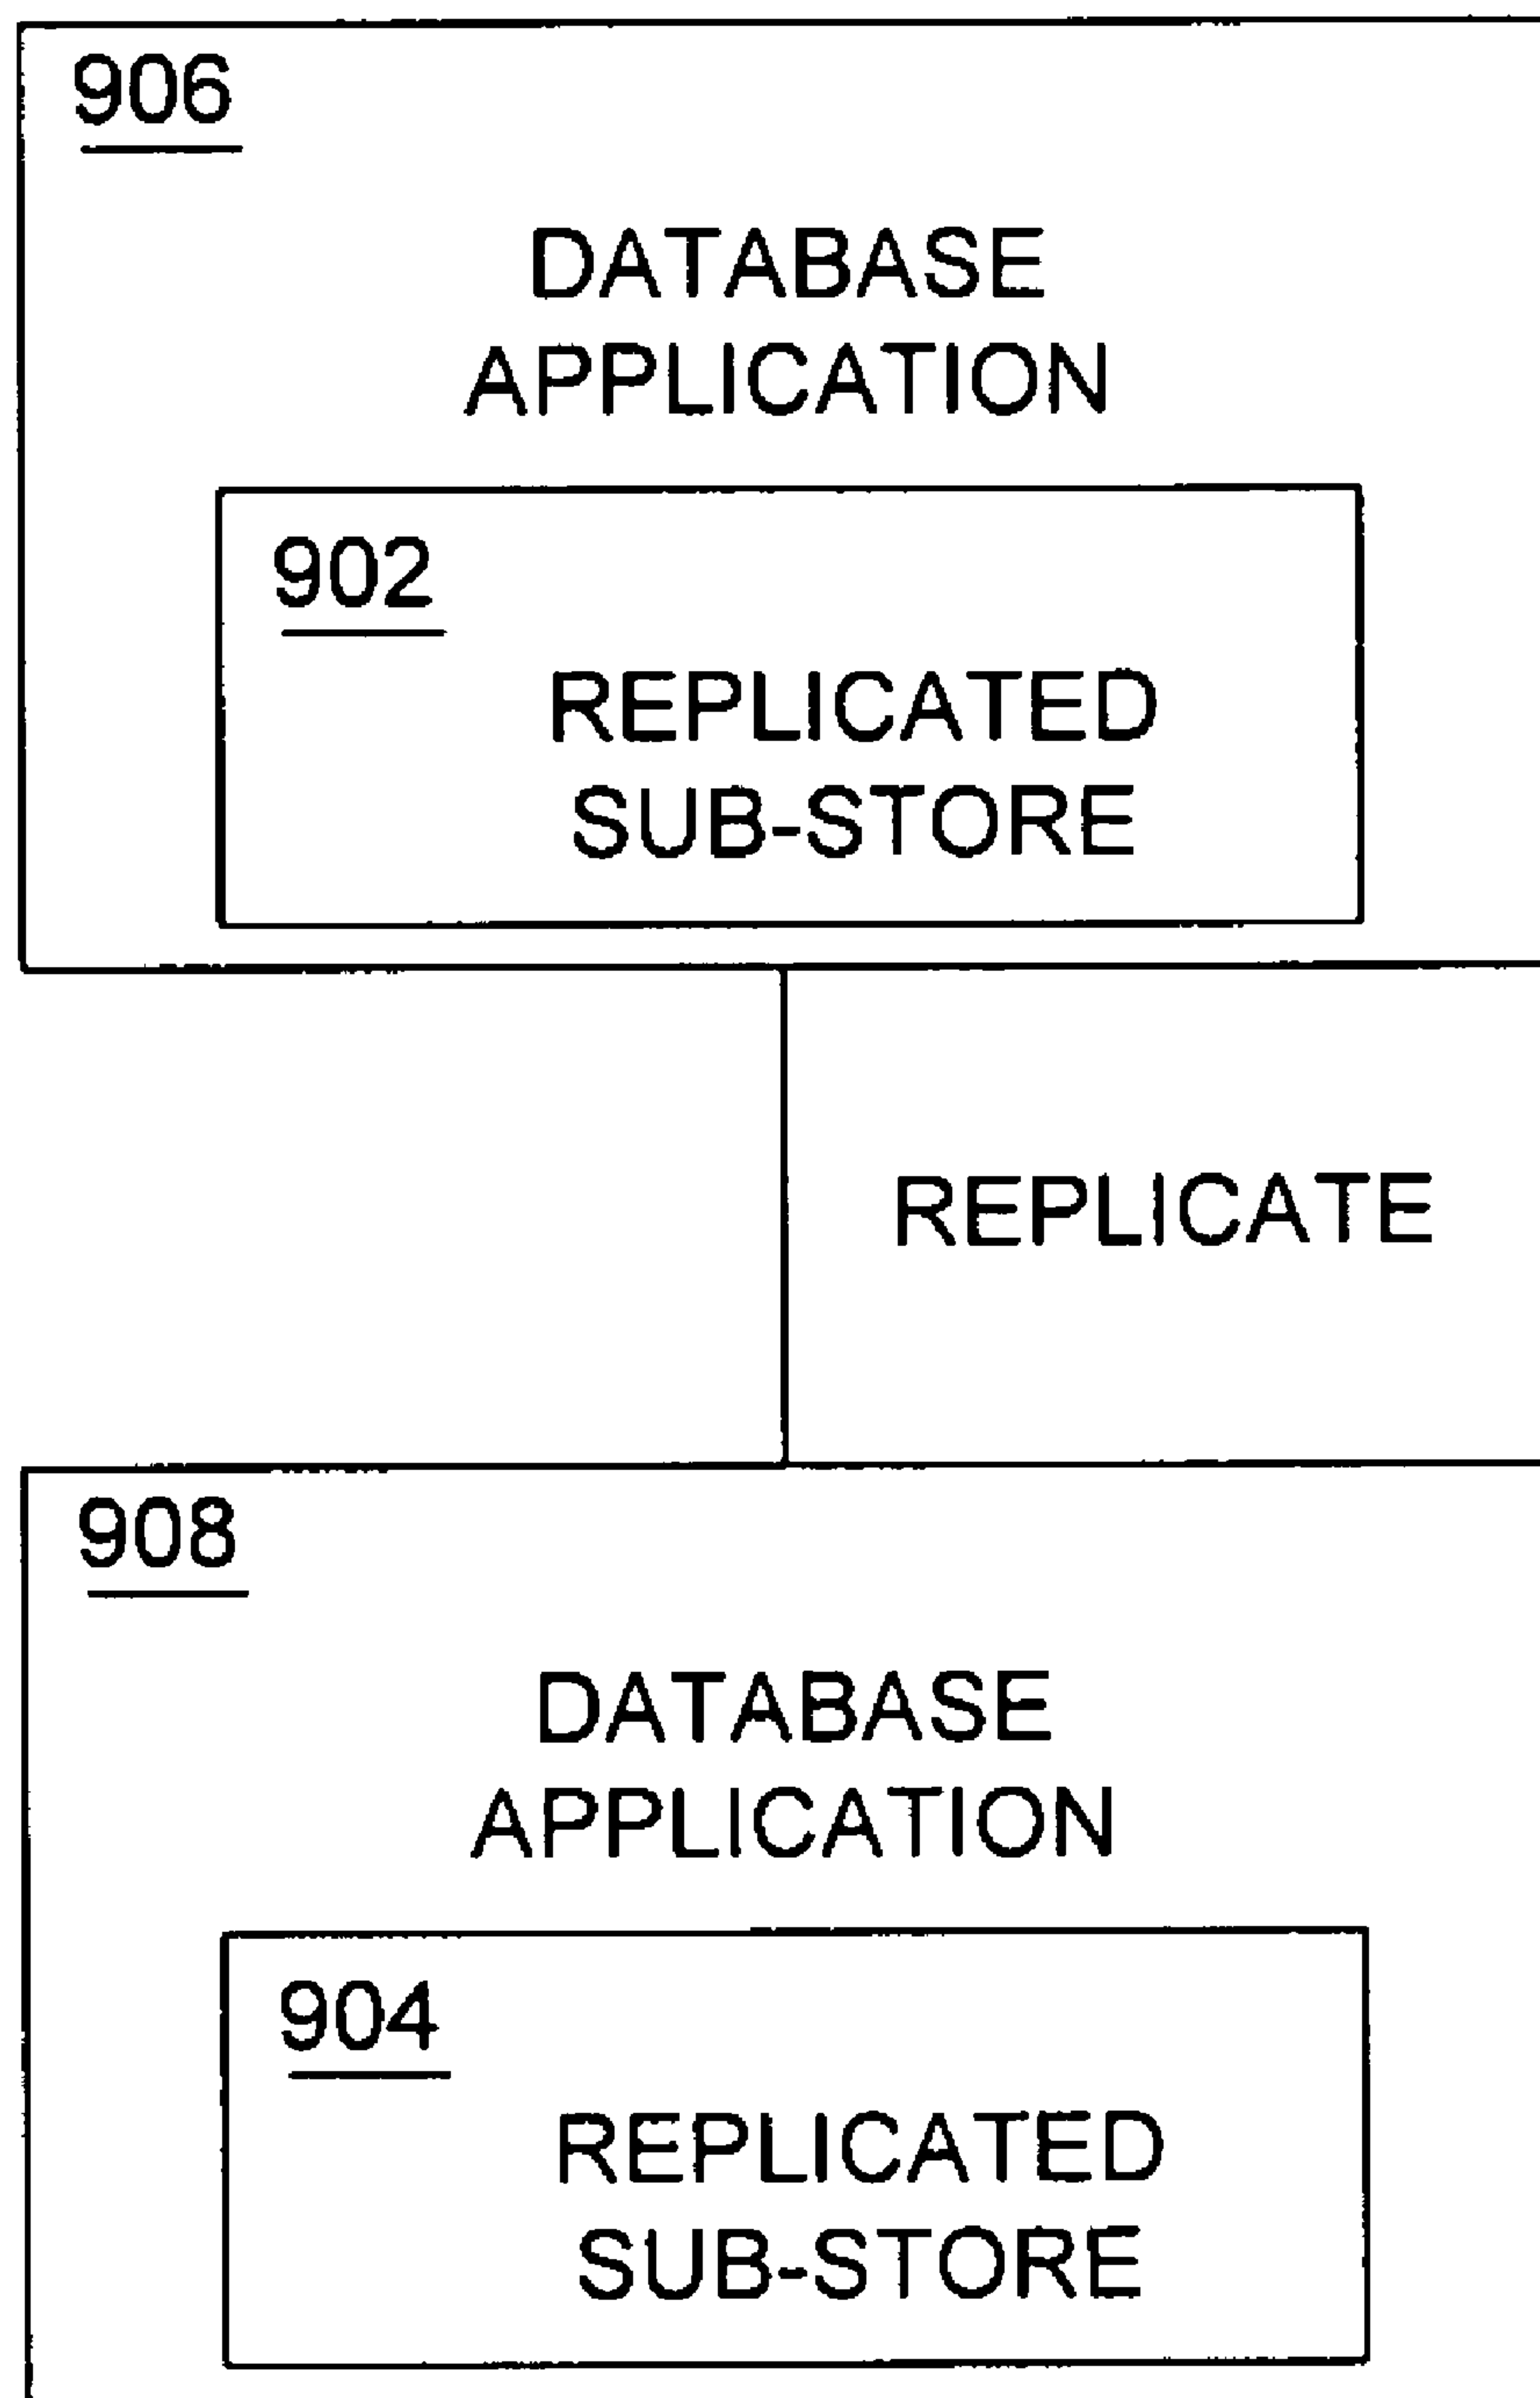 906
DATABASE
APPLICATION
902
REPLICATED
SUB-STORE
REPLICATE
908
DATABASE
APPLICATION
904
REPLICATED
SUB-STORE